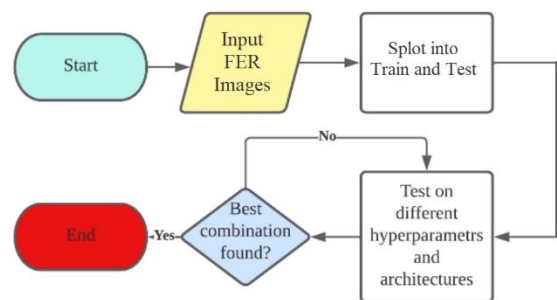 Start
Input
FER
Images
Splot into
Train and Test
No
Test on
different
hyperparametrs
and
architectures
Best
combination
found?
Yes
End